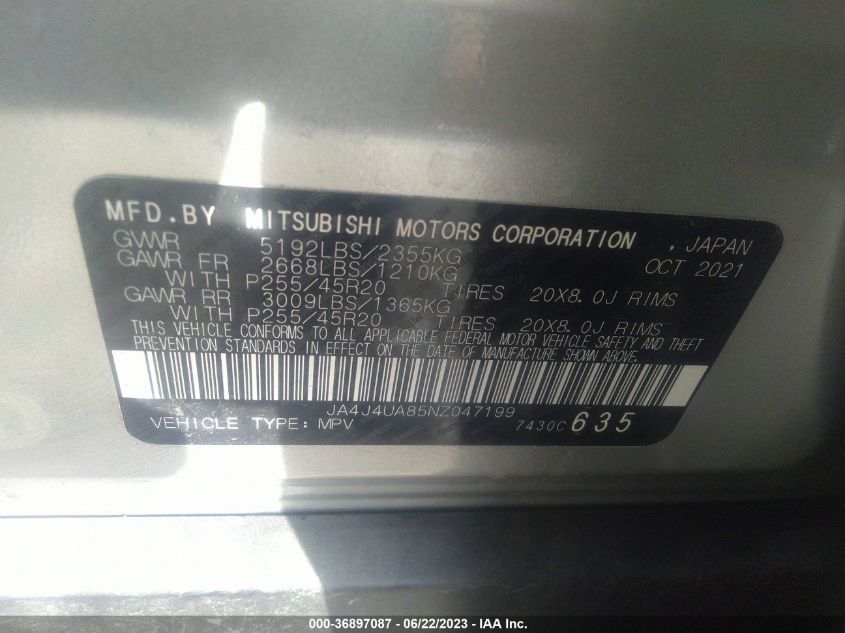 MFD.BY MITSUBISHI MOTORS CORPORATION , JAPAN
GVWR 5192LBS/2355KG OCT 2021
GAWR FR 2668LBS/1210KG
WITH P255/45R20 TIRES 20X8.0J RIMS
GAWR RR 3009LBS/1365KG
WITH P255/45R20 TIRES 20X8.0J RIMS
THIS VEHICLE CONFORMS TO ALL APPLICABLE FEDERAL MOTOR VEHICLE SAFETY AND THEFT
PREVENTION STANDARDS IN EFFECT ON THE DATE OF MANUFACTURE SHOWN ABOVE.
JA4J4UA85NZ047199
VEHICLE TYPE: MPV 7430C 635
000-36897087 - 06/22/2023 - IAA Inc.